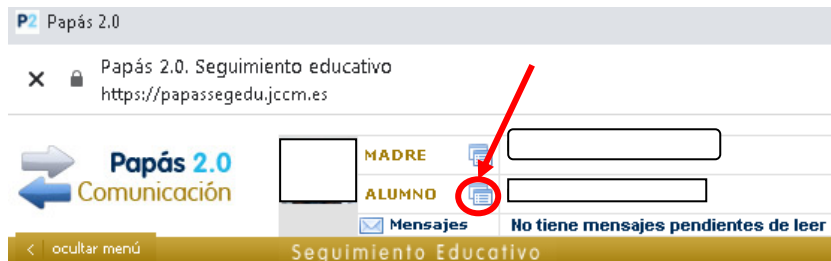 P2 Papás 2.0
Papás 2.0. Seguimiento educativo
https://papassegedu.jccm.es
Papás 2.0
Comunicación
MADRE
ALUMNO
Mensajes No tiene mensajes pendientes de leer
< ocultar menú Seguimiento Educativo